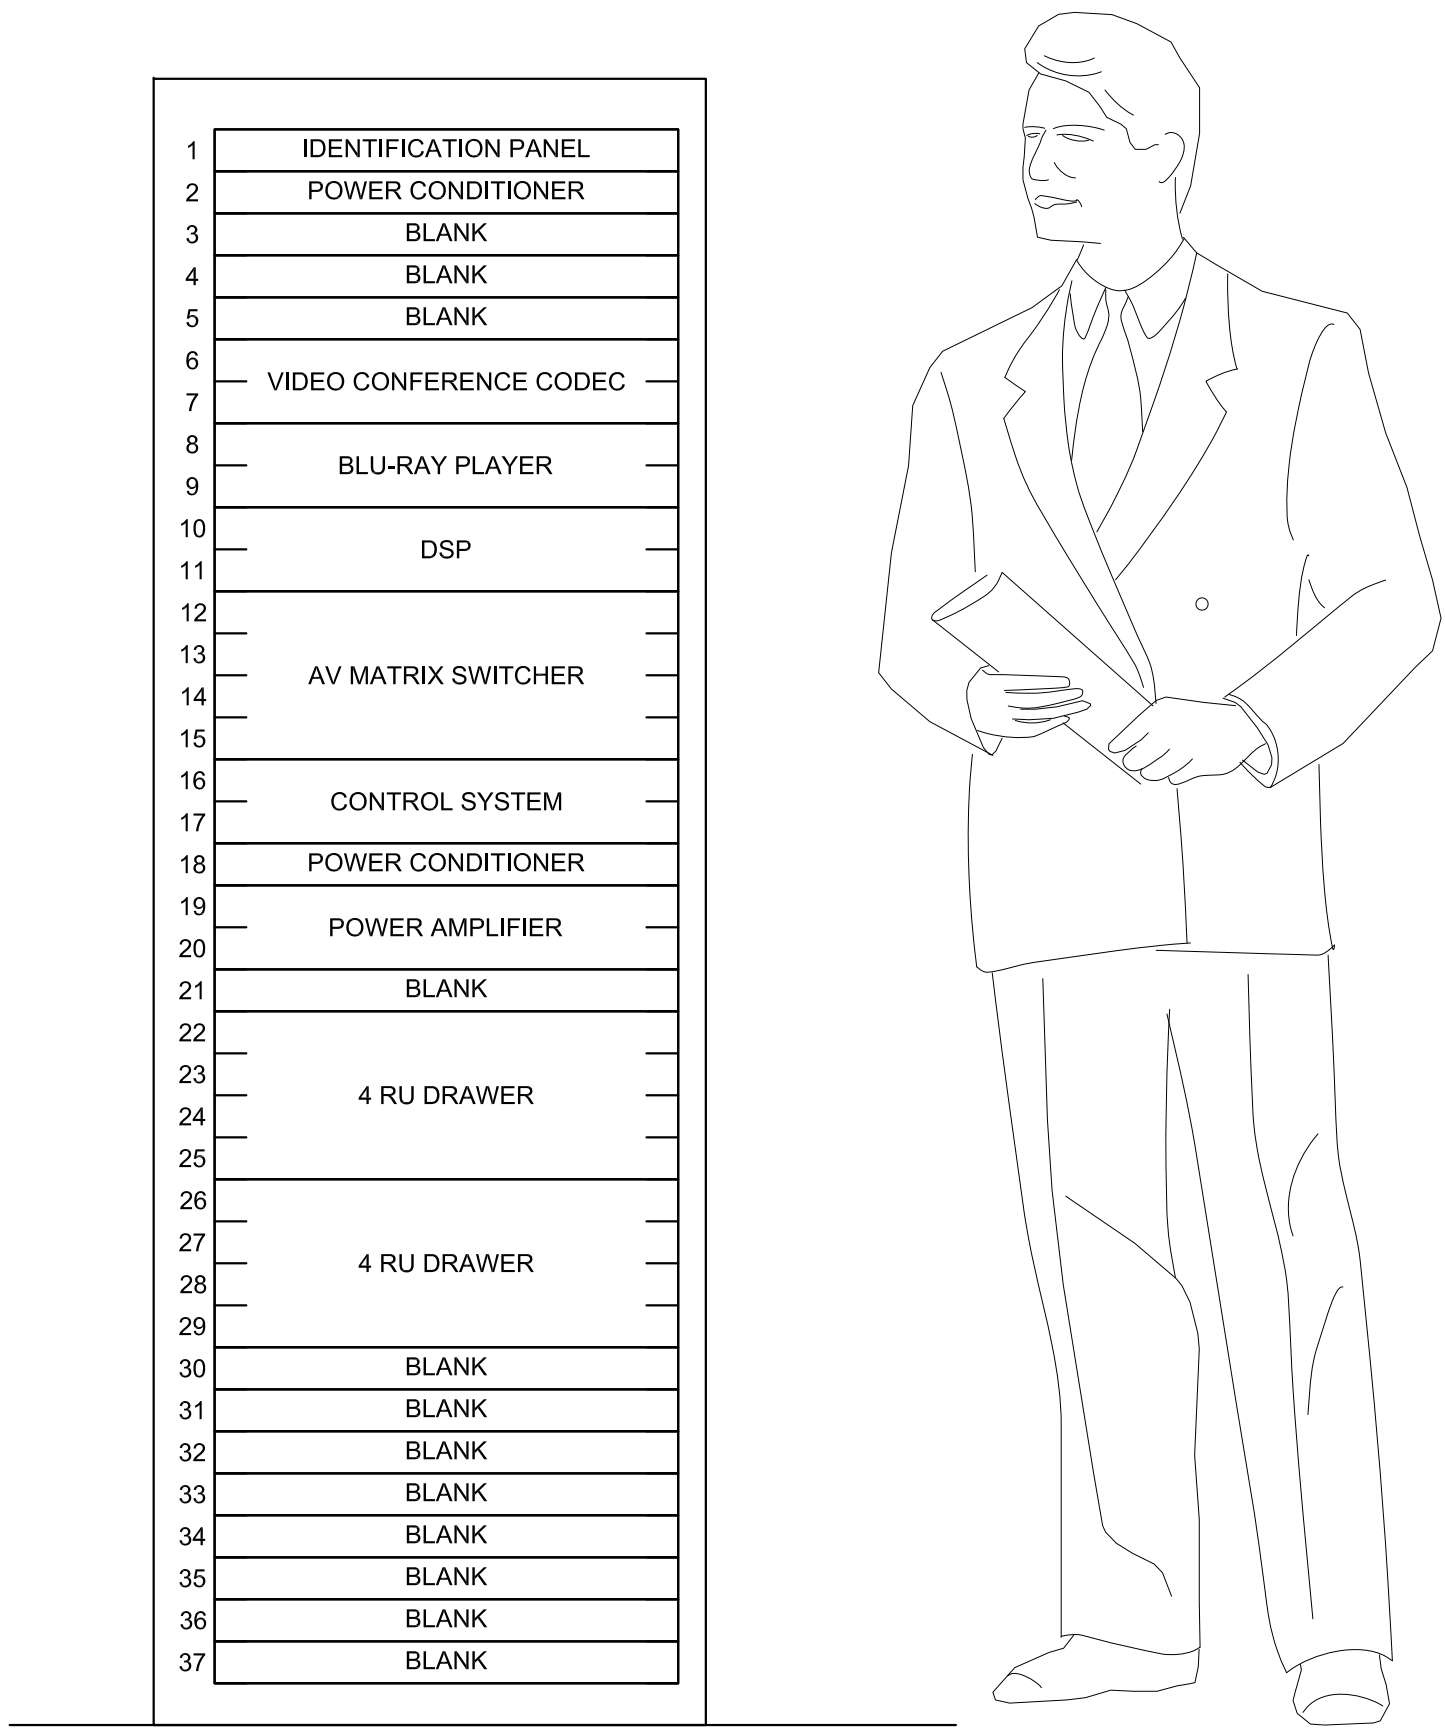 1 IDENTIFICATION PANEL
2 POWER CONDITIONER
3 BLANK
4 BLANK
5 BLANK
6
VIDEO CONFERENCE CODEC
7
8
BLU-RAY PLAYER
9
10
DSP
11
12
13
AV MATRIX SWITCHER
14
15
16
CONTROL SYSTEM
17
18 POWER CONDITIONER
19
POWER AMPLIFIER
20
21 BLANK
22
23
4 RU DRAWER
24
25
26
27
4 RU DRAWER
28
29
30 BLANK
31 BLANK
32 BLANK
33 BLANK
34 BLANK
35 BLANK
36 BLANK
37 BLANK